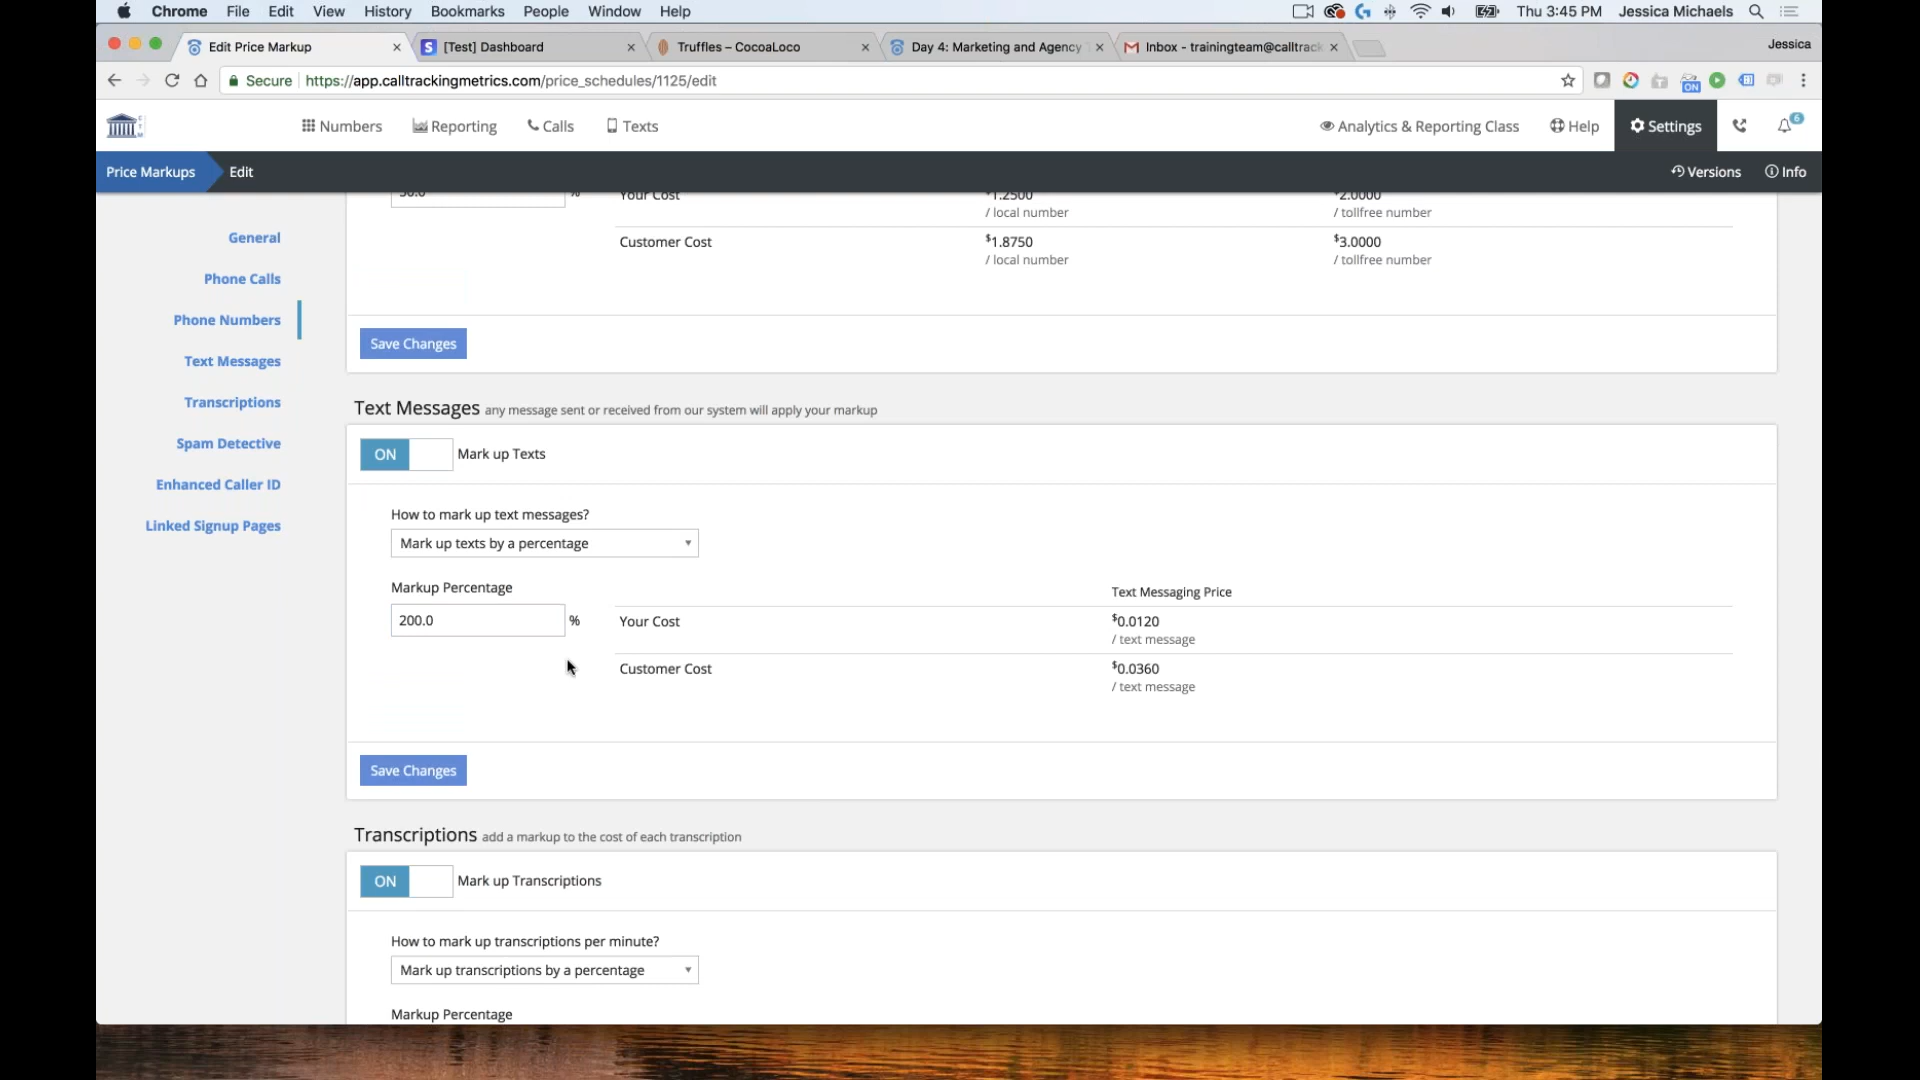 Chrome File Edit View History Bookmarks People Window Help Thu 3:45 PM Jessica Michaels
Edit Price Markup [Test] Dashboard Truffles – CocoaLoco Day 4: Marketing and Agency Inbox - trainingteam@calltrack Jessica
Secure https://app.calltrackingmetrics.com/price_schedules/1125/edit ON
Numbers Reporting Calls Texts Analytics & Reporting Class Help Settings 6
Price Markups Edit Versions Info
General
Phone Calls
Phone Numbers
Text Messages
Transcriptions
Spam Detective
Enhanced Caller ID
Linked Signup Pages
50.0 % Your Cost $1.2500 $2.0000
/ local number / tollfree number
Customer Cost $1.8750 $3.0000
/ local number / tollfree number
Save Changes
Text Messages any message sent or received from our system will apply your markup
ON Mark up Texts
How to mark up text messages?
Mark up texts by a percentage
Markup Percentage Text Messaging Price
200.0 % Your Cost $0.0120
/ text message
Customer Cost $0.0360
/ text message
Save Changes
Transcriptions add a markup to the cost of each transcription
ON Mark up Transcriptions
How to mark up transcriptions per minute?
Mark up transcriptions by a percentage
Markup Percentage